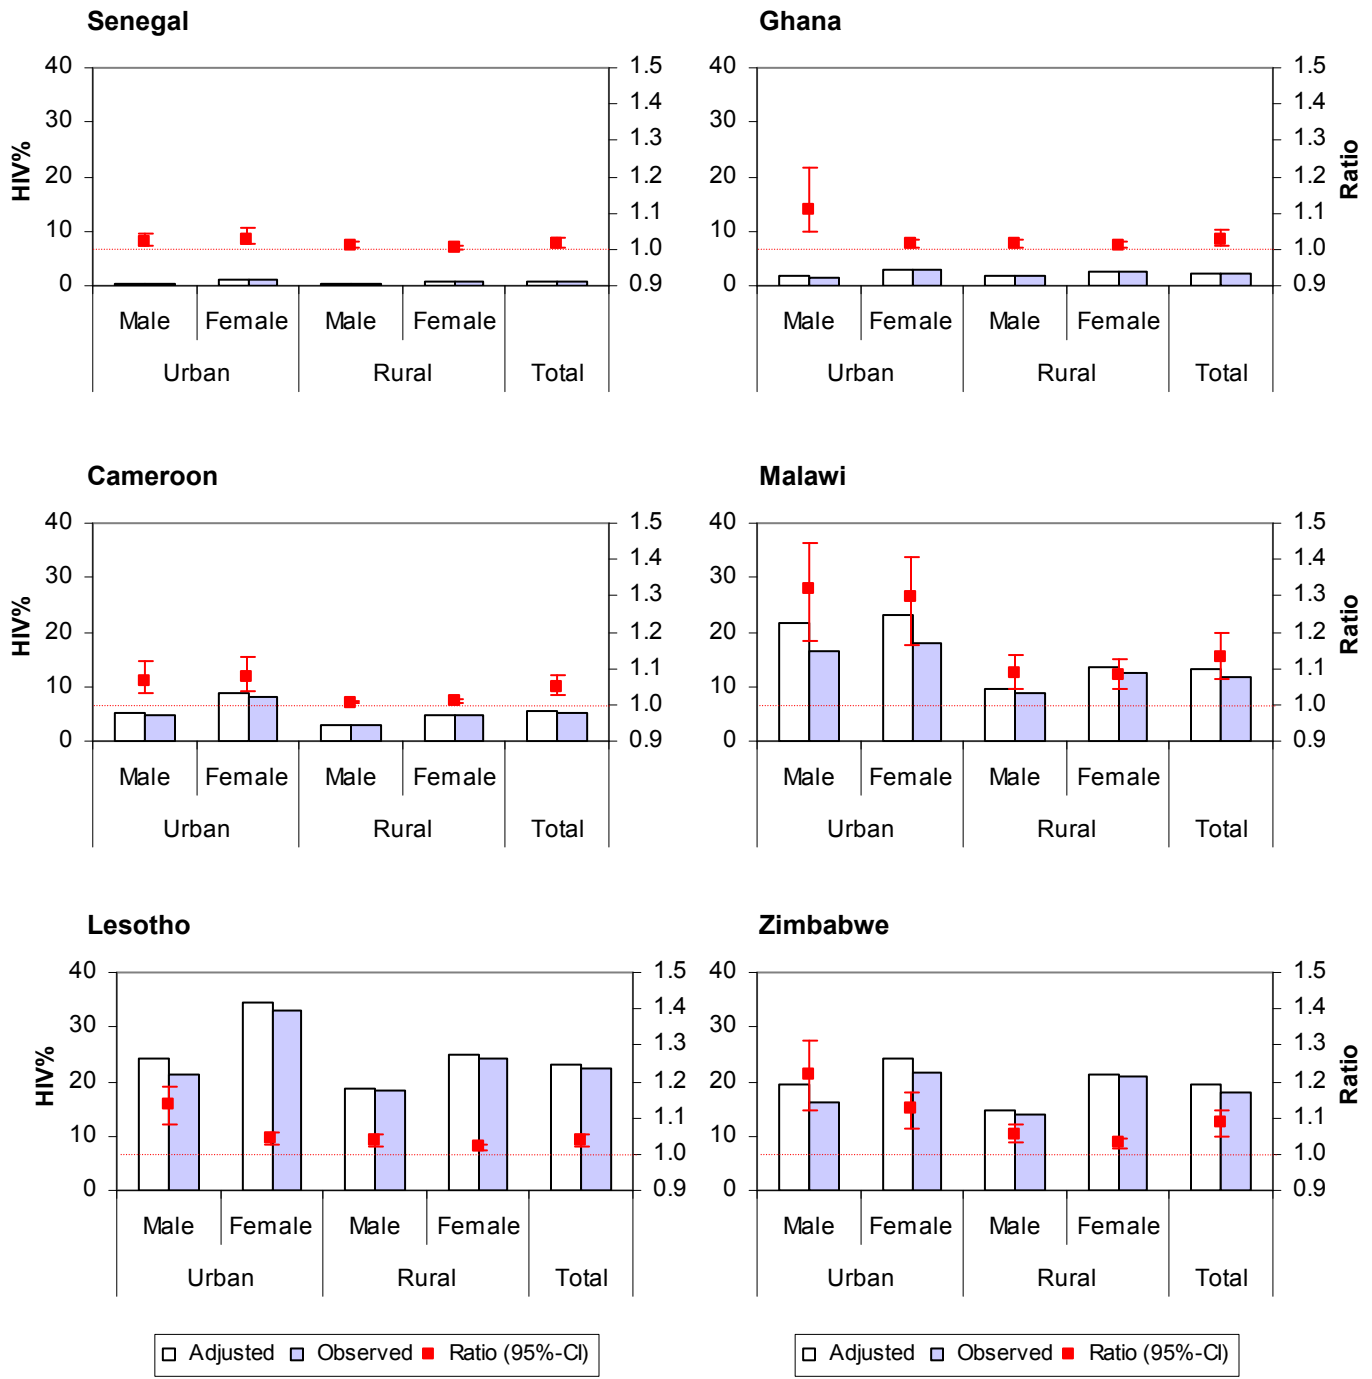 Senegal
Ghana
40 1.5 40 1.5
1.4 1.4
30 1.3 30 1.3
20 1.2 20 1.2
HIV% Ratio
1.1 1.1
10 10
1.0 1.0
0 0.9 0 0.9
Male Female Male Female Male Female Male Female
Urban Rural Total Urban Rural Total
Cameroon
Malawi
40 1.5 40 1.5
1.4 1.4
30 1.3 30 1.3
20 1.2 20 1.2
HIV% Ratio
1.1 1.1
10 10
1.0 1.0
0 0.9 0 0.9
Male Female Male Female Male Female Male Female
Urban Rural Total Urban Rural Total
Lesotho
Zimbabwe
40 1.5 40 1.5
1.4 1.4
30 1.3 30 1.3
20 1.2 20 1.2
HIV% Ratio
1.1 1.1
10 10
1.0 1.0
0 0.9 0 0.9
Male Female Male Female Male Female Male Female
Urban Rural Total Urban Rural Total
Adjusted Observed Ratio (95%-CI)
Adjusted Observed Ratio (95%-CI)